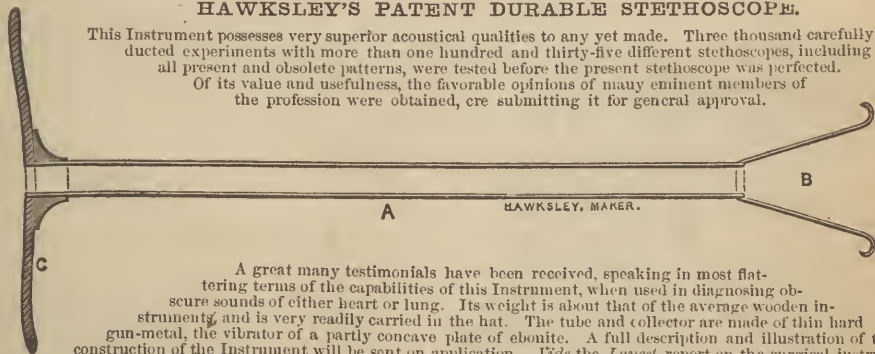 HAWKSLEY'S PATENT DURABLE STETHOSCOPE.
This Instrument possesses very superior acoustical qualities to any yet made. Three thousand carefully
ducted experiments with more than one hundred and thirty-five different stethoscopes, including
all present and obsolete patterns, were tested before the present stethoscope was perfected.
Of its value and usefulness, the favorable opinions of many eminent members of
the profession were obtained, ere submitting it for general approval.
B
A
HAWKSLEY. MAKER.
C
A great many testimonials have been received, speaking in most flat-
tering terms of the capabilities of this Instrument, when used in diagnosing ob-
scure sounds of either heart or lung. Its weight is about that of the average wooden in-
struments, and is very readily carried in the hat. The tube and collector are made of thin hard
gun-metal, the vibrator of a partly concave plate of ebonite. A full description and illustration of t
construction of the Instrument will be sent on application. Vide the Lancet report on the surgical instr